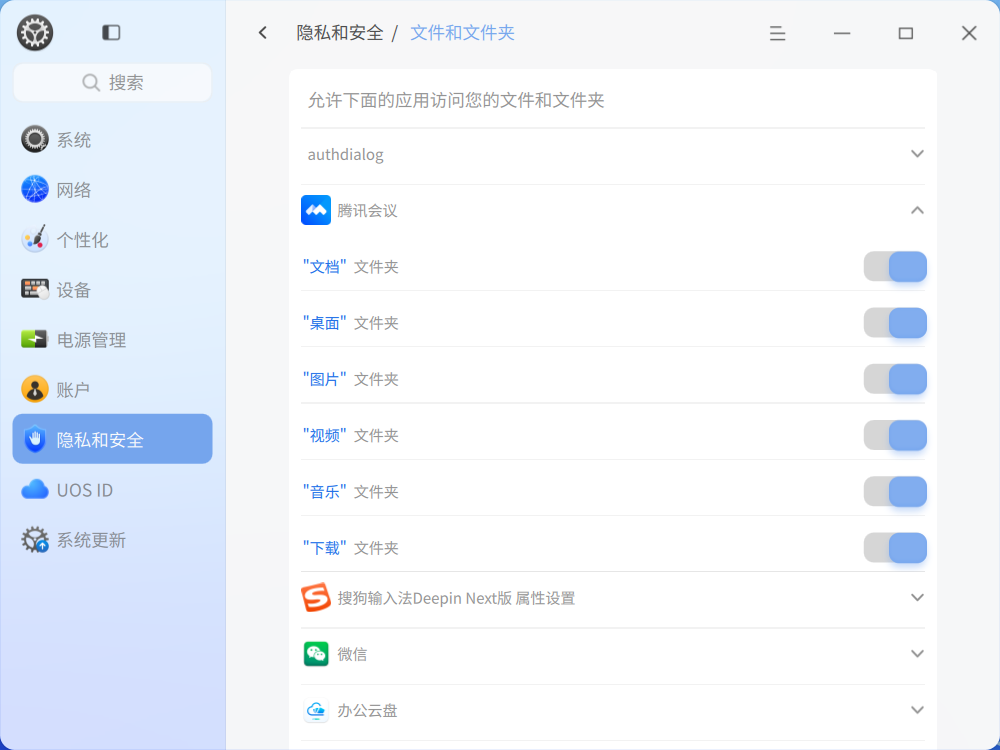 隐私和安全 / 文件和文件夹
搜索
系统
网络
个性化
设备
电源管理
账户
隐私和安全
UOS ID
系统更新
允许下面的应用访问您的文件和文件夹
authdialog
腾讯会议
"文档" 文件夹
"桌面" 文件夹
"图片" 文件夹
"视频" 文件夹
"音乐" 文件夹
"下载" 文件夹
搜狗输入法Deepin Next版 属性设置
微信
办公云盘